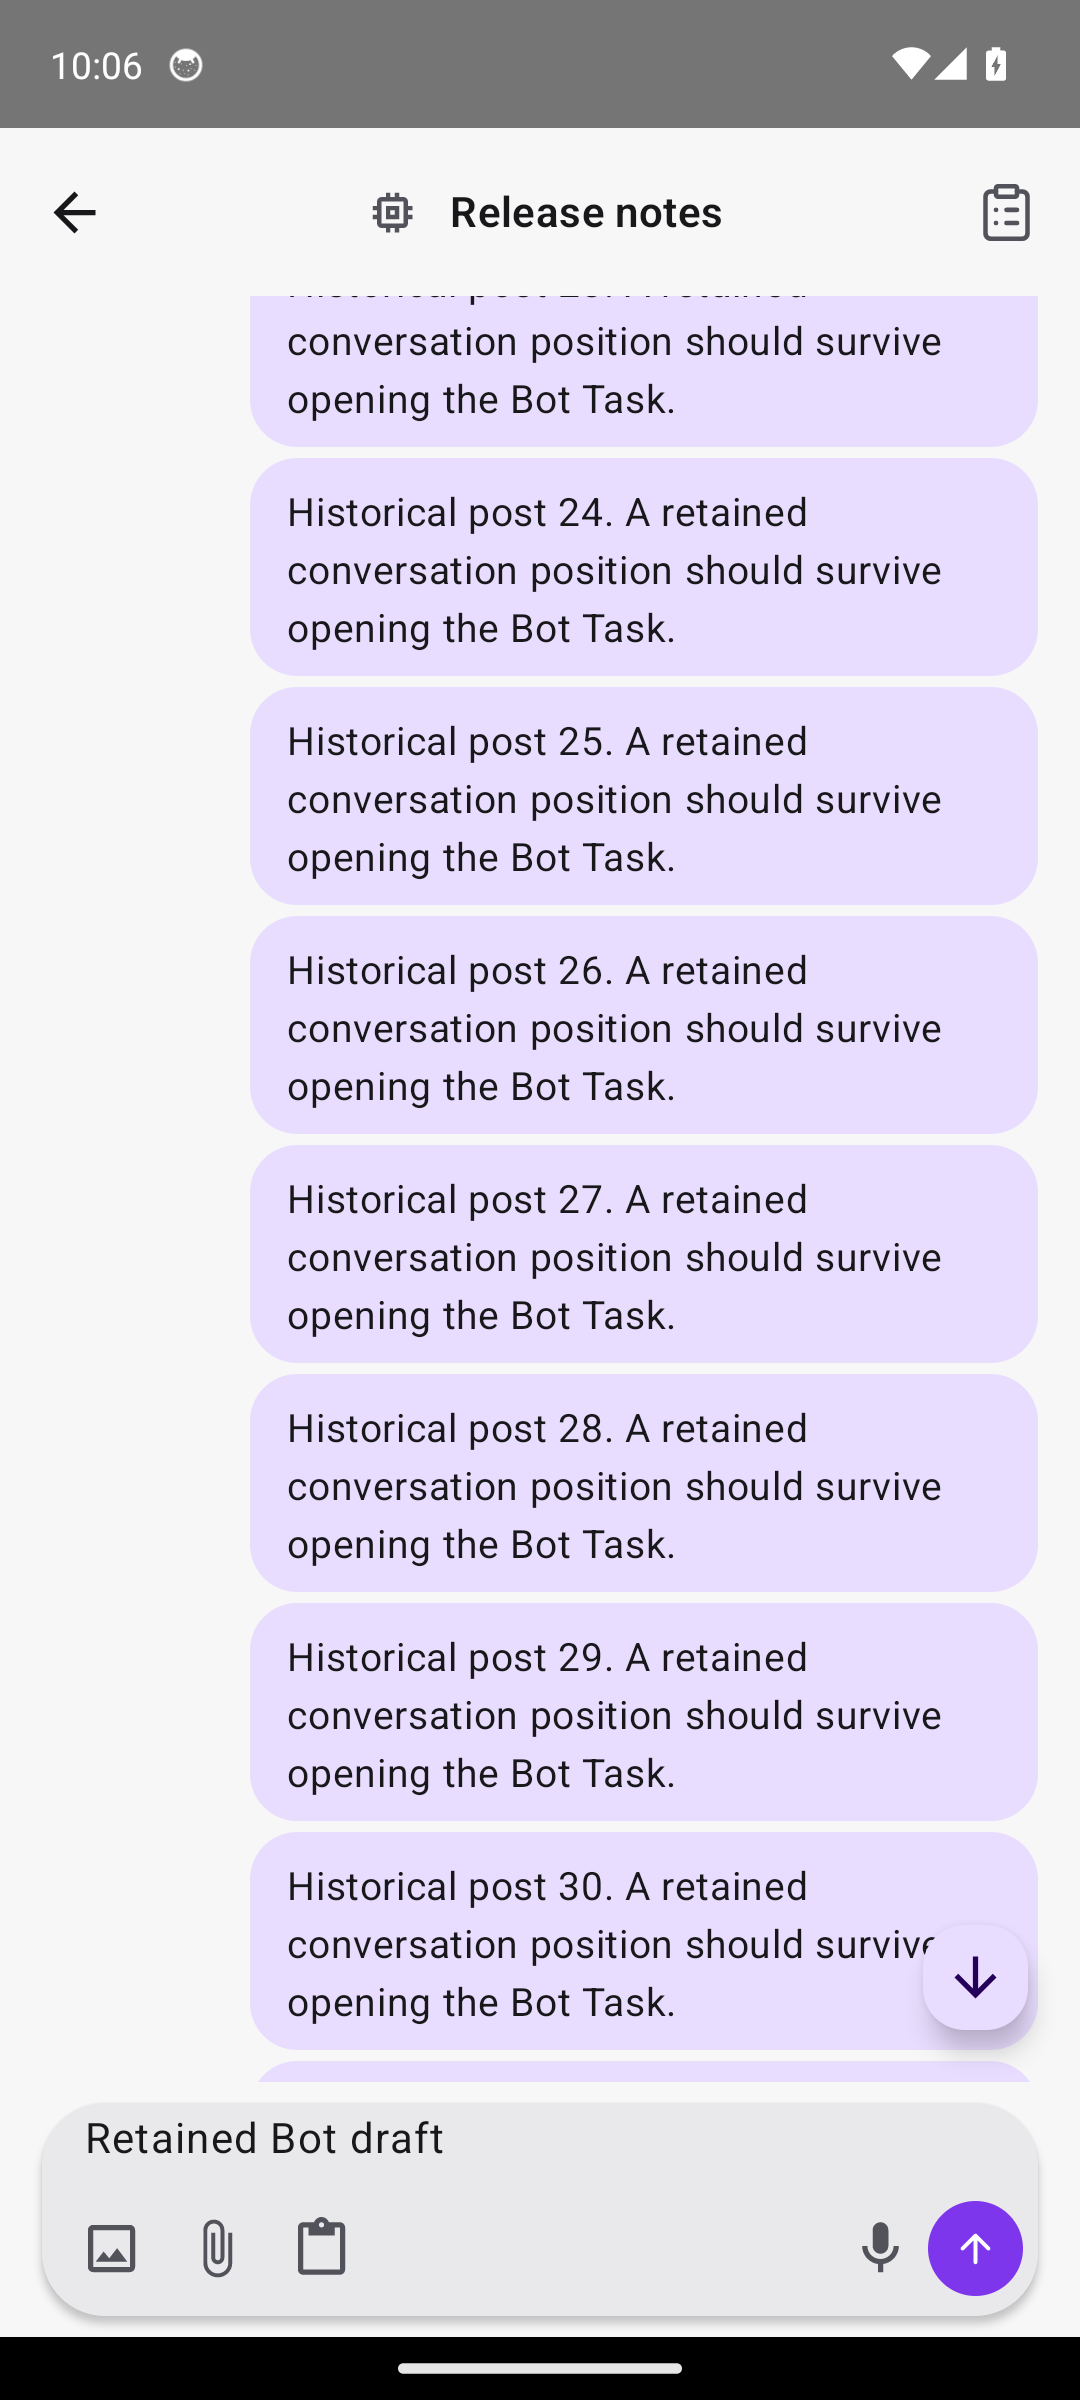 10:06
Release notes
conversation position should survive
opening the Bot Task.
Historical post 24. A retained
conversation position should survive
opening the Bot Task.
Historical post 25. A retained
conversation position should survive
opening the Bot Task.
Historical post 26. A retained
conversation position should survive
opening the Bot Task.
Historical post 27. A retained
conversation position should survive
opening the Bot Task.
Historical post 28. A retained
conversation position should survive
opening the Bot Task.
Historical post 29. A retained
conversation position should survive
opening the Bot Task.
Historical post 30. A retained
conversation position should survive
opening the Bot Task.
Retained Bot draft